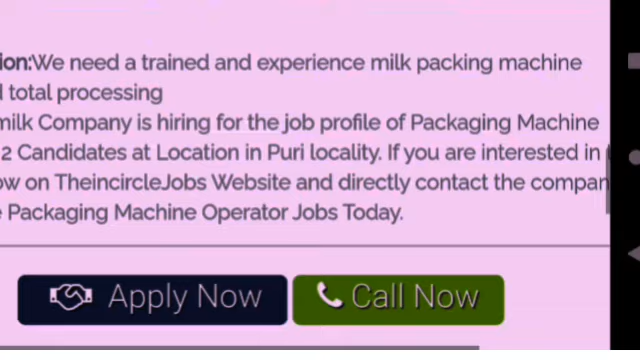 ion:We need a trained and experience milk packing machine
d total processing
milk Company is hiring for the job profile of Packaging Machine
2 Candidates at Location in Puri locality. If you are interested in
ow on TheincircleJobs Website and directly contact the compan
e Packaging Machine Operator Jobs Today.
Apply Now
Call Now